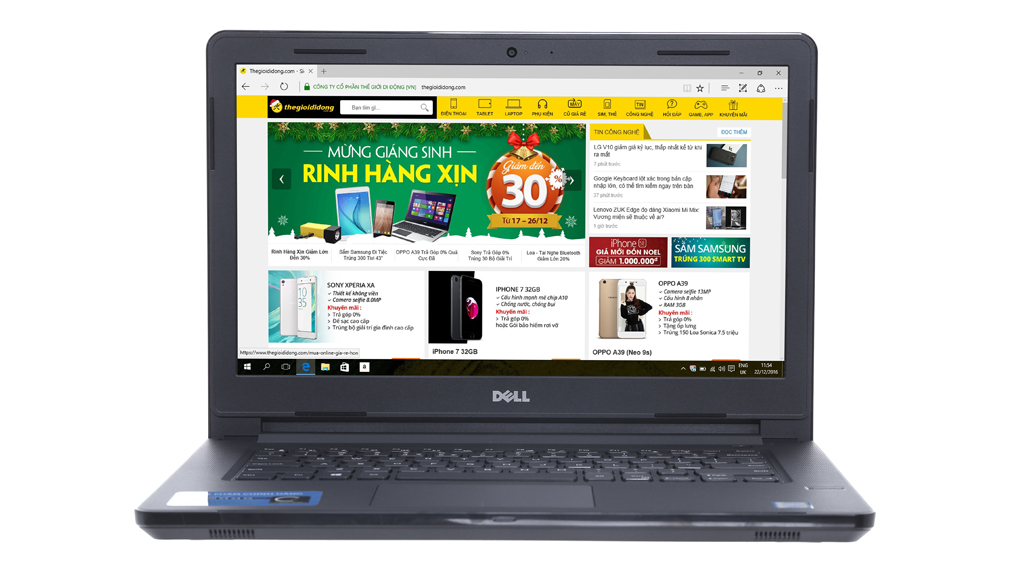 Thegioididong.com - Si
CÔNG TY CỔ PHẦN THẾ GIỚI DI ĐỘNG (VN) thegioididong.com
thegioididong
Bạn tìm gì...
ĐIỆN THOẠI TABLET LAPTOP PHỤ KIỆN CŨ GIÁ RẺ SIM, THẺ CÔNG NGHỆ HỎI ĐÁP GAME, APP KHUYẾN MÃI
MỪNG GIÁNG SINH
RINH HÀNG XỊN
Giảm đến
30%
Từ 17 – 26/12
Rinh Hàng Xịn Giảm Lớn
Đến 30%
Sắm Samsung Đi Tiệc
Trúng 300 Tivi 42"
OPPO A39 Trả Góp 0% Quà
Cực Đã
Sony Trả Góp 0%
Trúng 30 Bộ Giải Trí
Loa - Tai Nghe Bluetooth
Giảm Lớn 20%
TIN CÔNG NGHỆ
ĐỌC THÊM
LG V10 giảm giá kỷ lục, thấp nhất kể từ khi
ra mắt
7 phút trước
Google Keyboard lột xác trong bản cập
nhập lớn, có thể tìm kiếm ngay trên bàn
37 phút trước
Lenovo ZUK Edge đọ dáng Xiaomi Mi Mix:
Vương miện sẽ thuộc về ai?
9 giờ trước
iPhone
GIÁ MỚI ĐÓN NOEL
GIẢM 1.000.000đ
SẮM SAMSUNG
TRÚNG 300 SMART TV
SONY XPERIA XA
✓ Thiết kế không viền
✓ Camera selfie 8.0MP
Khuyến mãi :
Trả góp 0%
Đế sạc cao cấp
Trúng bộ giải trí gia đình cao cấp
IPHONE 7 32GB
✓ Cấu hình mạnh mẽ chip A10
✓ Chống nước, chống bụi
Khuyến mãi :
Trả góp 0%
hoặc Gói bảo hiểm rơi vỡ
iPhone 7 32GB
OPPO A39
✓ Camera selfie 13MP
✓ Cấu hình 8 nhân
✓ RAM 3GB
Khuyến mãi :
Trả góp 0%
Tặng ốp lưng
Trúng 150 Loa Sonica 7.5 triệu
OPPO A39 (Neo 9s)
https://www.thegioididong.com/mua-online-gia-re-hon
ENG
UK
11:54
22/12/2016
DELL